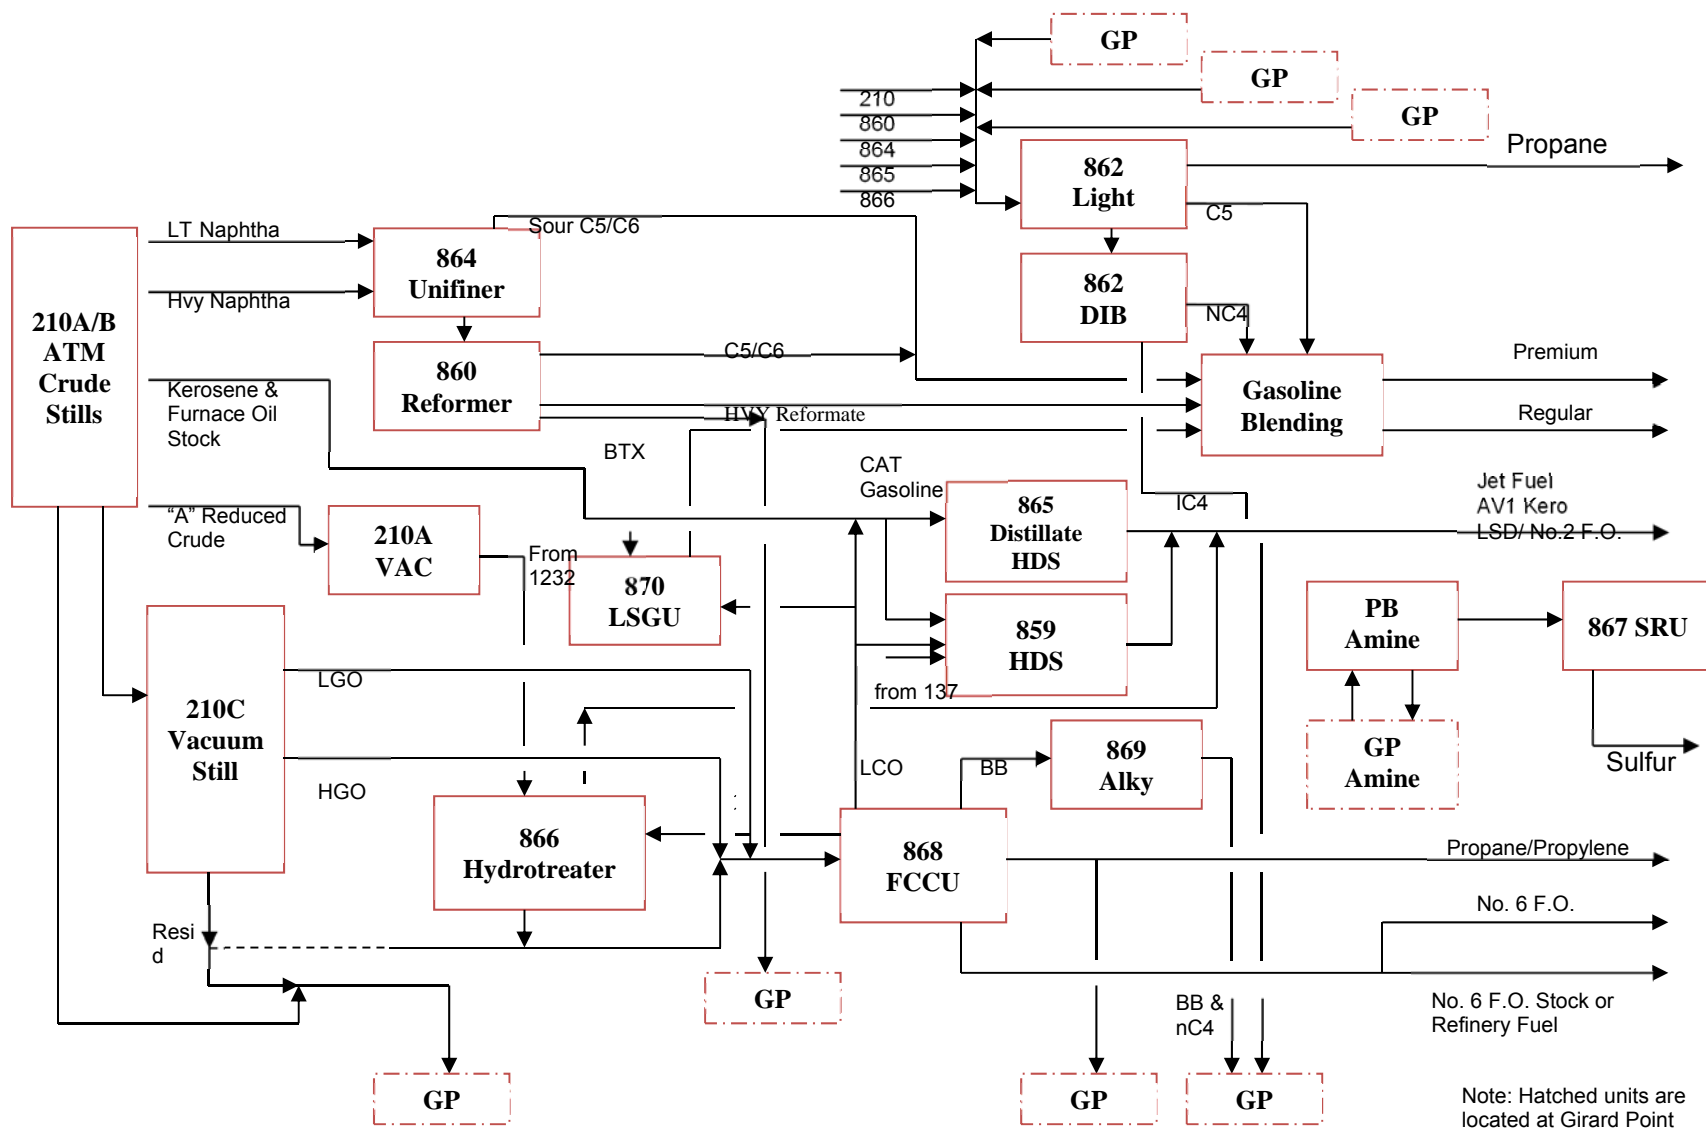 GP
GP
GP
210
860
864
865
866
862
Light
Propane
C5
LT Naphtha
Sour C5/C6
864
Unifiner
Hvy Naphtha
862
DIB
NC4
210A/B
ATM
Crude
Stills
860
Reformer
C5/C6
Premium
Gasoline
Blending
Kerosene &
Furnace Oil
Stock
HVY Reformate
Regular
BTX
CAT
Gasoline
865
Distillate
HDS
IC4
Jet Fuel
AV1 Kero
LSD/ No.2 F.O.
“A” Reduced
Crude
210A
VAC
From
1232
870
LSGU
859
HDS
PB
Amine
867 SRU
LGO
from 137
210C
Vacuum
Still
GP
Amine
Sulfur
HGO
LCO
BB
869
Alky
866
Hydrotreater
868
FCCU
Propane/Propylene
No. 6 F.O.
Resi
d
GP
BB &
nC4
No. 6 F.O. Stock or
Refinery Fuel
GP
GP
GP
Note: Hatched units are
located at Girard Point